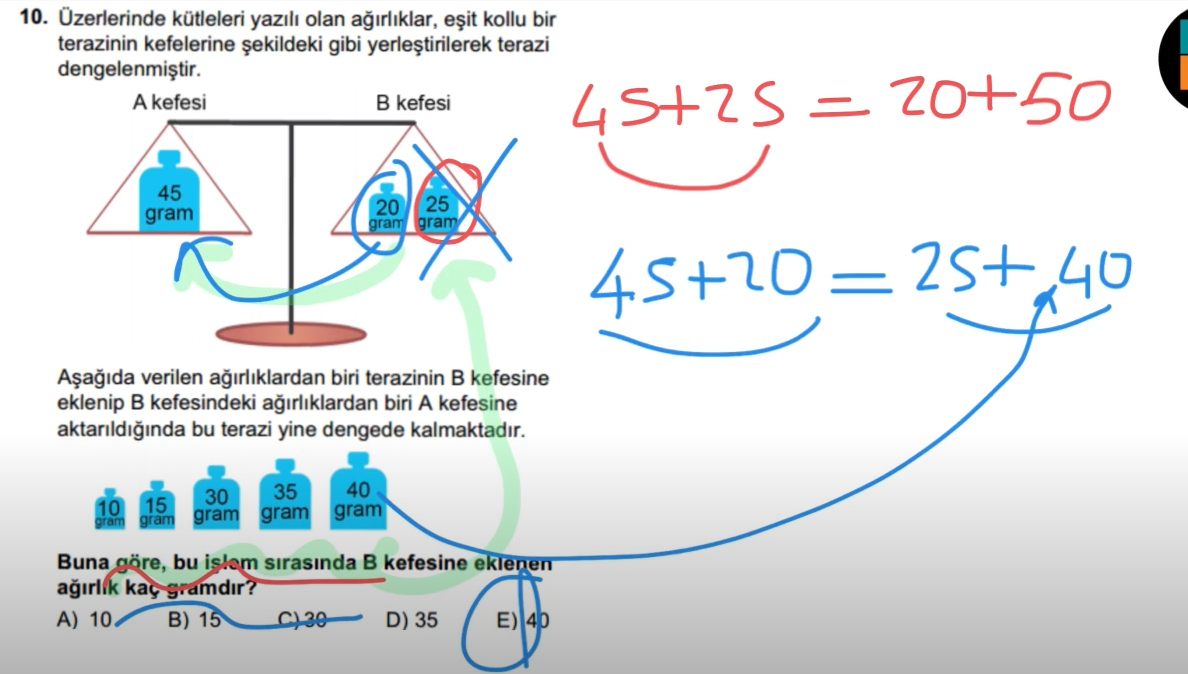 10. Üzerlerinde kütleleri yazılı olan ağırlıklar, eşit kollu bir
terazinin kefelerine şekildeki gibi yerleştirilerek terazi
dengelenmiştir.
A kefesi
B kefesi
45
gram
20
gram
25
gram
45+25=20+50
45+20=25+40
Aşağıda verilen ağırlıklardan biri terazinin B kefesine
eklenip B kefesindeki ağırlıklardan biri A kefesine
aktarıldığında bu terazi yine dengede kalmaktadır.
10
gram
15
gram
30
gram
35
gram
40
gram
Buna göre, bu işlem sırasında B kefesine eklenen
ağırlık kaç gramdır?
A) 10 B) 15 C) 30 D) 35 E) 40